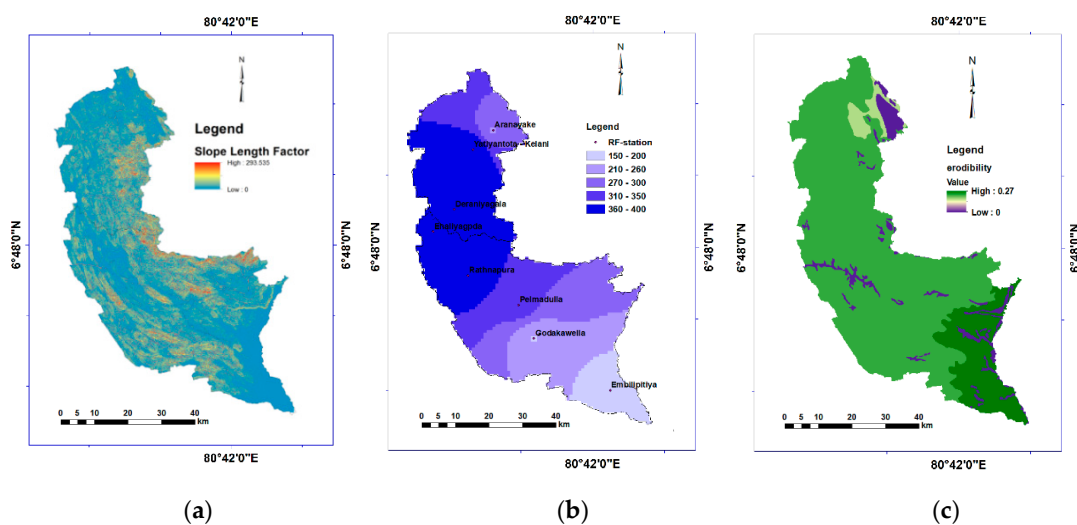 80°42'0"E
6°48'0"N
N
Legend
Slope Length Factor
High : 293.535
Low : 0
0 5 10 20 30 40
km
6°48'0"N
80°42'0"E
(a)
80°42'0"E
6°48'0"N
N
Aranayake
Legend
RF-station
150 - 200
210 - 260
270 - 300
310 - 350
360 - 400
Pelmadulla
Godakawella
Embilipitiya
0 5 10 20 30 40
km
6°48'0"N
80°42'0"E
(b)
80°42'0"E
6°48'0"N
N
Legend
erodibility
Value
High : 0.27
Low : 0
0 5 10 20 30 40
km
6°48'0"N
80°42'0"E
(c)